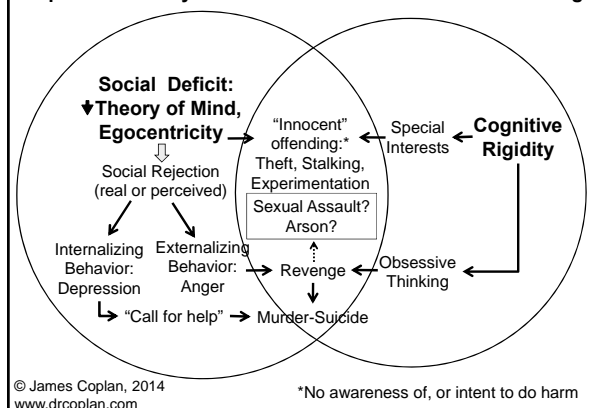 Social Deficit:
Theory of Mind,
Egocentricity
Social Rejection
(real or perceived)
Internalizing
Behavior:
Depression
Externalizing
Behavior:
Anger
"Call for help"
"Innocent"
offending:*
Theft, Stalking,
Experimentation
Sexual Assault?
Arson?
Revenge
Murder-Suicide
Special
Interests
Cognitive
Rigidity
Obsessive
Thinking
© James Coplan, 2014
www.drcoplan.com
*No awareness of, or intent to do harm